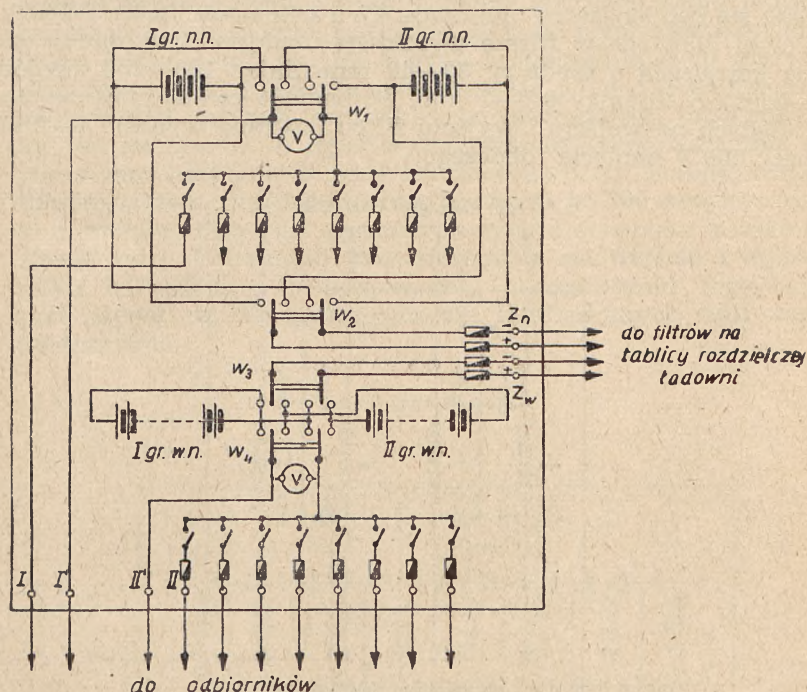 I gr. n.n.
II gr. n.n.
W₁
V
W₂
Zn
do filtrów na
tablicy rozdzielczej
ładowni
−
+
−
+
W₃
Zw
I gr. w.n.
W₄
II gr. w.n.
V
I
I'
II'
II
do odbiorników